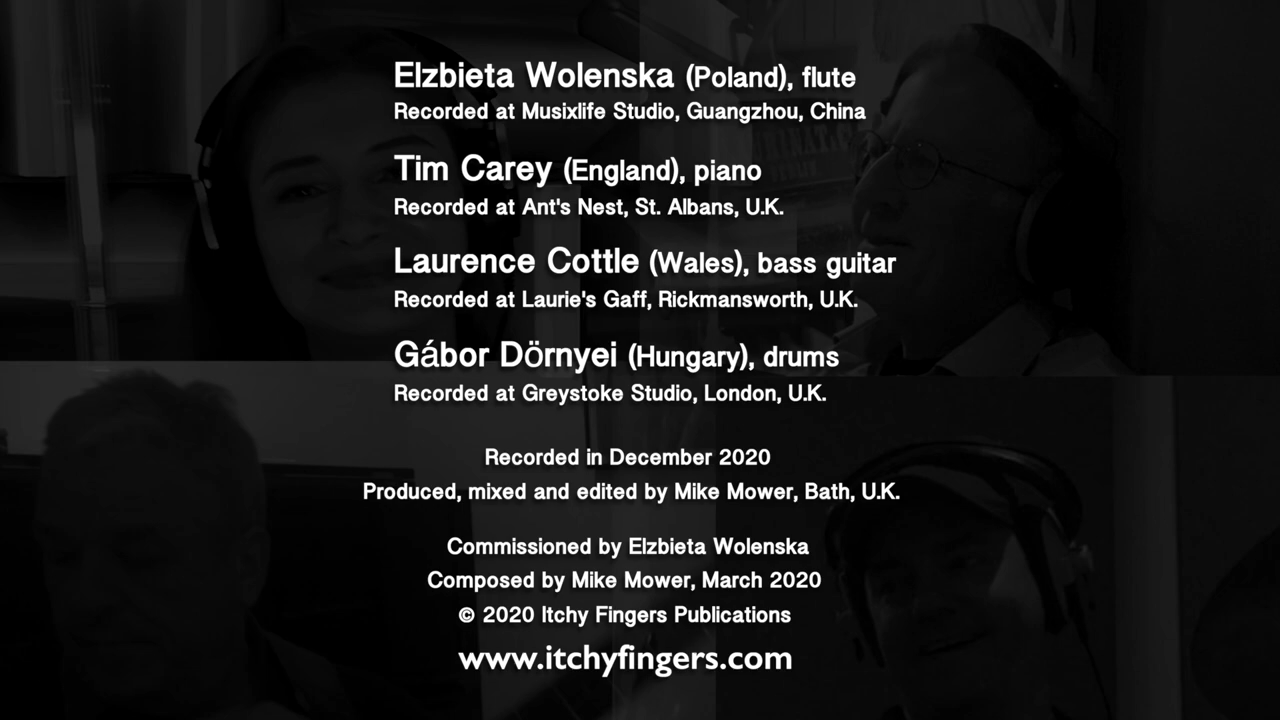 Elzbieta Wolenska (Poland), flute
Recorded at Musixlife Studio, Guangzhou, China
Tim Carey (England), piano
Recorded at Ant's Nest, St. Albans, U.K.
Laurence Cottle (Wales), bass guitar
Recorded at Laurie's Gaff, Rickmansworth, U.K.
Gábor Dörnyei (Hungary), drums
Recorded at Greystoke Studio, London, U.K.
Recorded in December 2020
Produced, mixed and edited by Mike Mower, Bath, U.K.
Commissioned by Elzbieta Wolenska
Composed by Mike Mower, March 2020
© 2020 Itchy Fingers Publications
www.itchyfingers.com